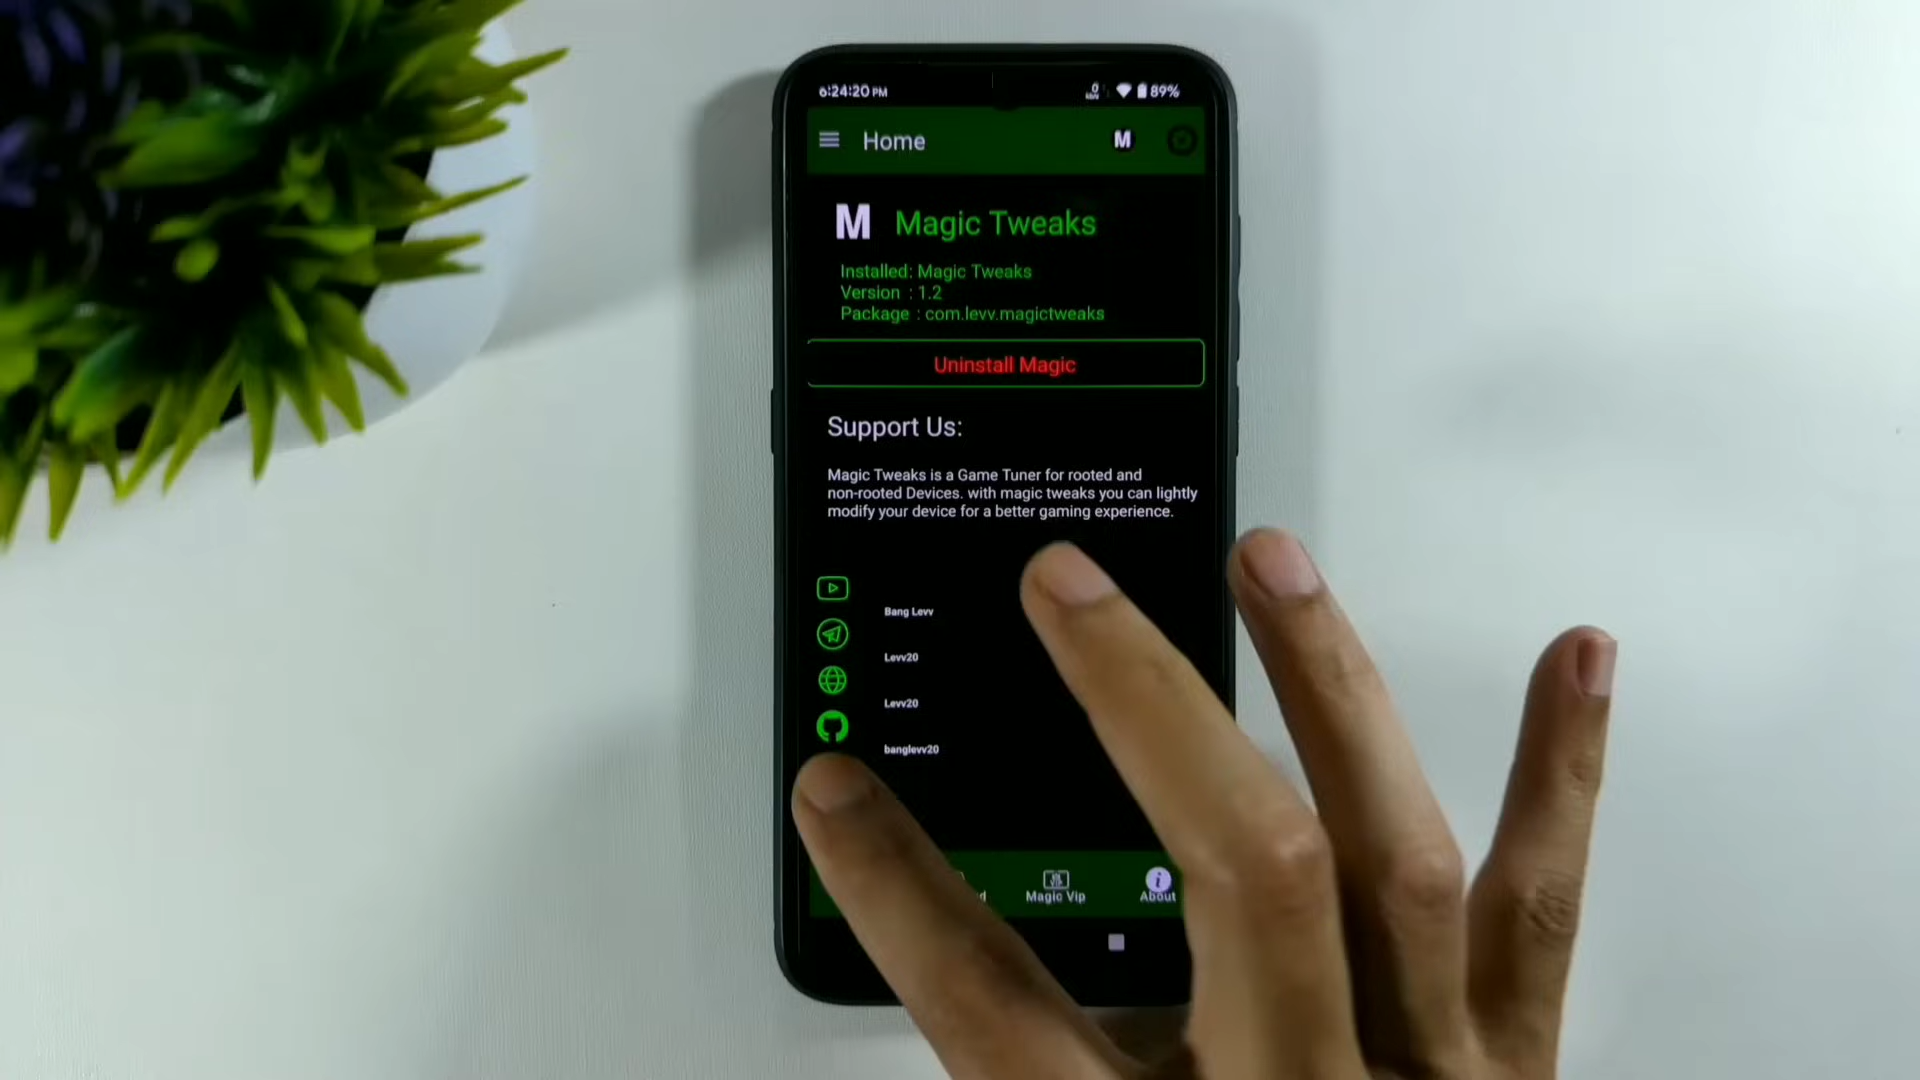 6:24:20 PM
0
89%
Home
M
M Magic Tweaks
Installed: Magic Tweaks
Version : 1.2
Package : com.levv.magictweaks
Uninstall Magic
Support Us:
Magic Tweaks is a Game Tuner for rooted and
non-rooted Devices. with magic tweaks you can lightly
modify your device for a better gaming experience.
Bang Levv
Levv20
Levv20
banglevv20
Magic Vip
About